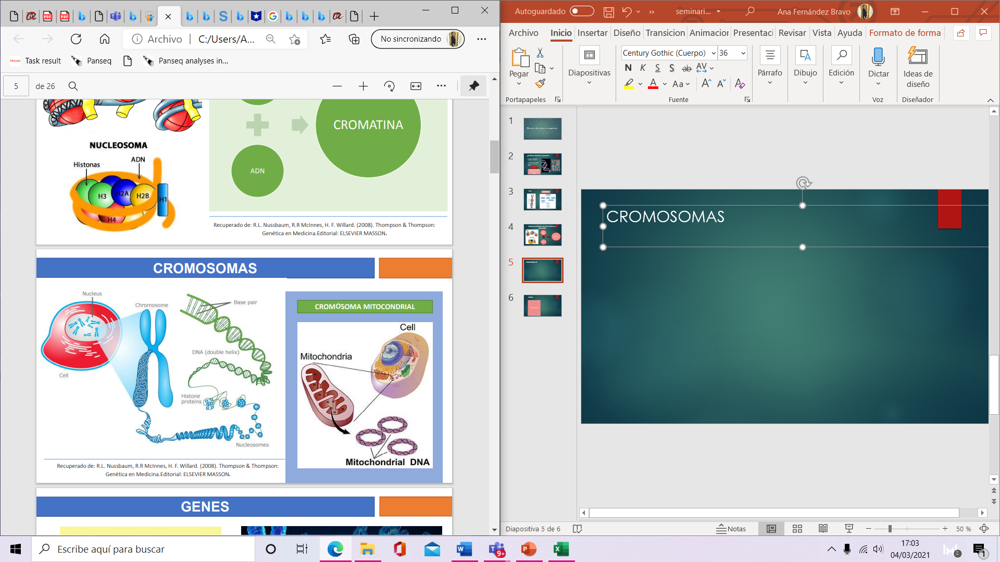 Archivo
C:/Users/A...
No sincronizando
Task result
Panseq
Panseq analyses in...
5
de 26
NUCLEOSOMA
Histonas
ADN
H3
H2A
H2B
H1
H4
CROMATINA
ADN
Recuperado de: R.L. Nussbaum, R.R McInnes, H. F. Willard. (2008). Thompson & Thompson:
Genética en Medicina.Editorial: ELSEVIER MASSON.
CROMOSOMAS
Nucleus
Chromosome
Base pair
DNA (double helix)
Cell
Histone
proteins
Nucleosomes
Recuperado de: R.L. Nussbaum, R.R McInnes, H. F. Willard. (2008). Thompson & Thompson:
Genética en Medicina.Editorial: ELSEVIER MASSON.
CROMOSOMA MITOCONDRIAL
Cell
Mitochondria
Mitochondrial DNA
GENES
Autoguardado
seminari...
Ana Fernández Bravo
Archivo
Inicio
Insertar
Diseño
Transicion
Animacior
Presentaci
Revisar
Vista
Ayuda
Formato de forma
Pegar
Portapapeles
Diapositivas
Century Gothic (Cuerpo)
36
N K S S ab AV
A Aa A A
Fuente
Párrafo
Dibujo
Edición
Dictar
Voz
Ideas de
diseño
Diseñador
1
2
3
4
5
6
CROMOSOMAS
Diapositiva 5 de 6
Notas
50 %
Escribe aquí para buscar
9+
17:03
04/03/2021
2
1